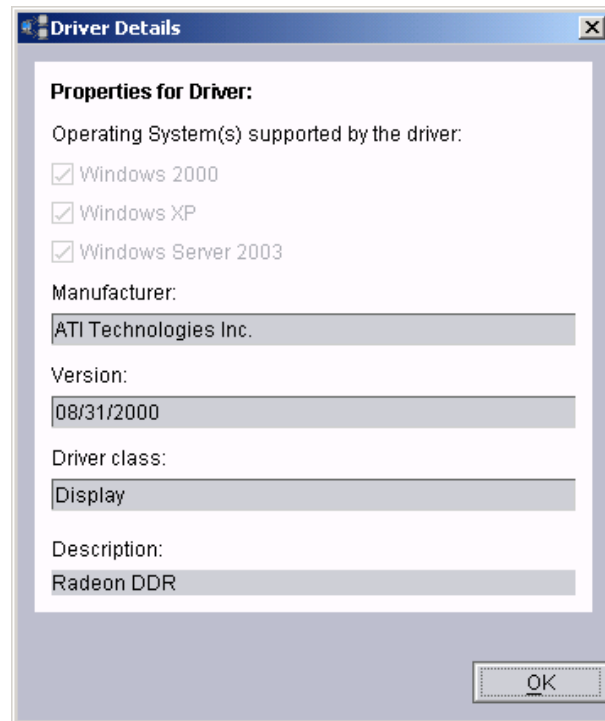 Driver Details
Properties for Driver:
Operating System(s) supported by the driver:
Windows 2000
Windows XP
Windows Server 2003
Manufacturer:
ATI Technologies Inc.
Version:
08/31/2000
Driver class:
Display
Description:
Radeon DDR
OK